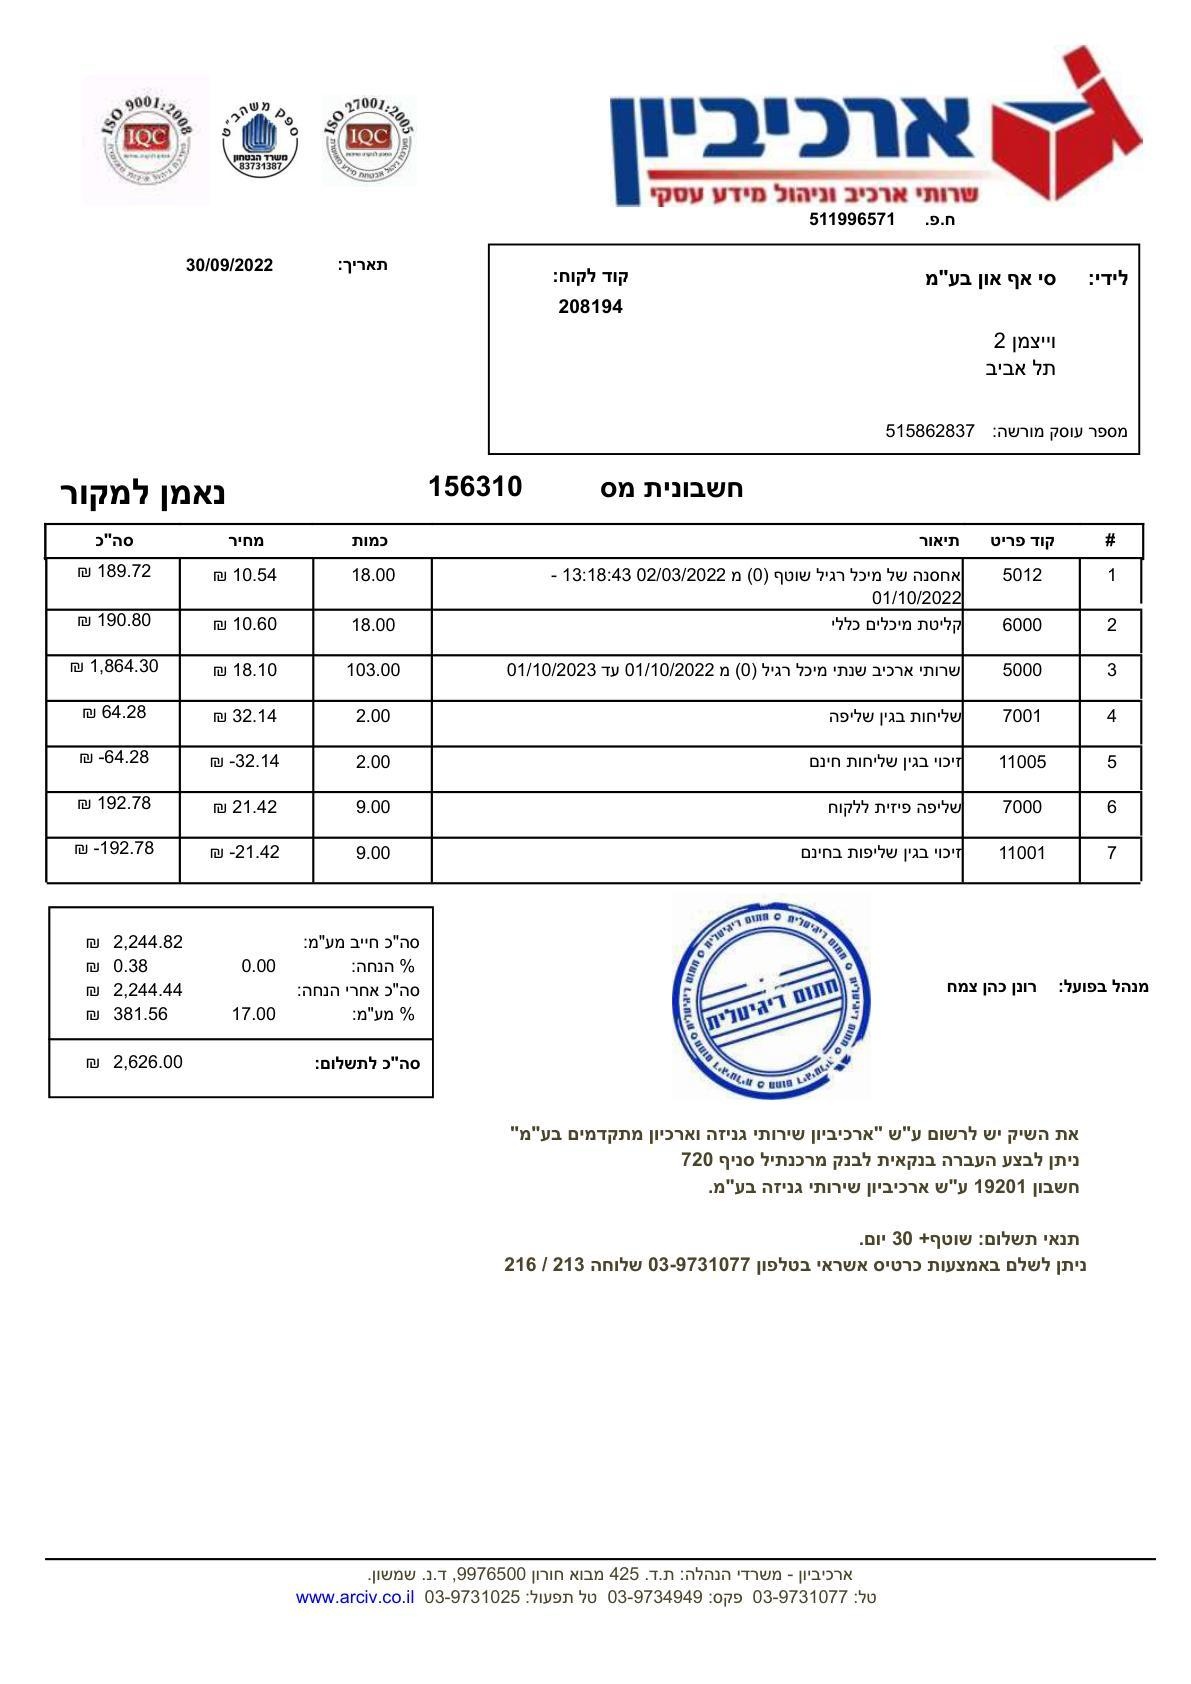 ISO 9001:2008
IQC
ספק משהב"ט
משרד הבטחון
83731387
ISO 27001:2005
IQC
ארכיביון
שרותי ארכיב וניהול מידע עסקי
ח.פ. 511996571
תאריך: 30/09/2022
לידי: סי אף און בע"מ
קוד לקוח:
208194
וייצמן 2
תל אביב
מספר עוסק מורשה: 515862837
חשבונית מס 156310 נאמן למקור
# קוד פריט תיאור כמות מחיר סה"כ
1 5012 אחסנה של מיכל רגיל שוטף (0) מ 02/03/2022 13:18:43 - 18.00 10.54 ₪ 189.72 ₪
01/10/2022
2 6000 קליטת מיכלים כללי 18.00 10.60 ₪ 190.80 ₪
3 5000 שרותי ארכיב שנתי מיכל רגיל (0) מ 01/10/2022 עד 01/10/2023 103.00 18.10 ₪ 1,864.30 ₪
4 7001 שליחות בגין שליפה 2.00 32.14 ₪ 64.28 ₪
5 11005 זיכוי בגין שליחות חינם 2.00 -32.14 ₪ -64.28 ₪
6 7000 שליפה פיזית ללקוח 9.00 21.42 ₪ 192.78 ₪
7 11001 זיכוי בגין שליפות בחינם 9.00 -21.42 ₪ -192.78 ₪
סה"כ חייב מע"מ: 2,244.82 ₪
% הנחה: 0.00 0.38 ₪
סה"כ אחרי הנחה: 2,244.44 ₪
% מע"מ: 17.00 381.56 ₪
סה"כ לתשלום: 2,626.00 ₪
חתום דיגיטלית
מנהל בפועל: רונן כהן צמח
את השיק יש לרשום ע"ש "ארכיביון שירותי גניזה וארכיון מתקדמים בע"מ"
ניתן לבצע העברה בנקאית לבנק מרכנתיל סניף 720
חשבון 19201 ע"ש ארכיביון שירותי גניזה בע"מ.
תנאי תשלום: שוטף+ 30 יום.
ניתן לשלם באמצעות כרטיס אשראי בטלפון 03-9731077 שלוחה 213 / 216
ארכיביון - משרדי הנהלה: ת.ד. 425 מבוא חורון 9976500, ד.נ. שמשון.
טל: 03-9731077 פקס: 03-9734949 טל תפעול: 03-9731025 www.arciv.co.il